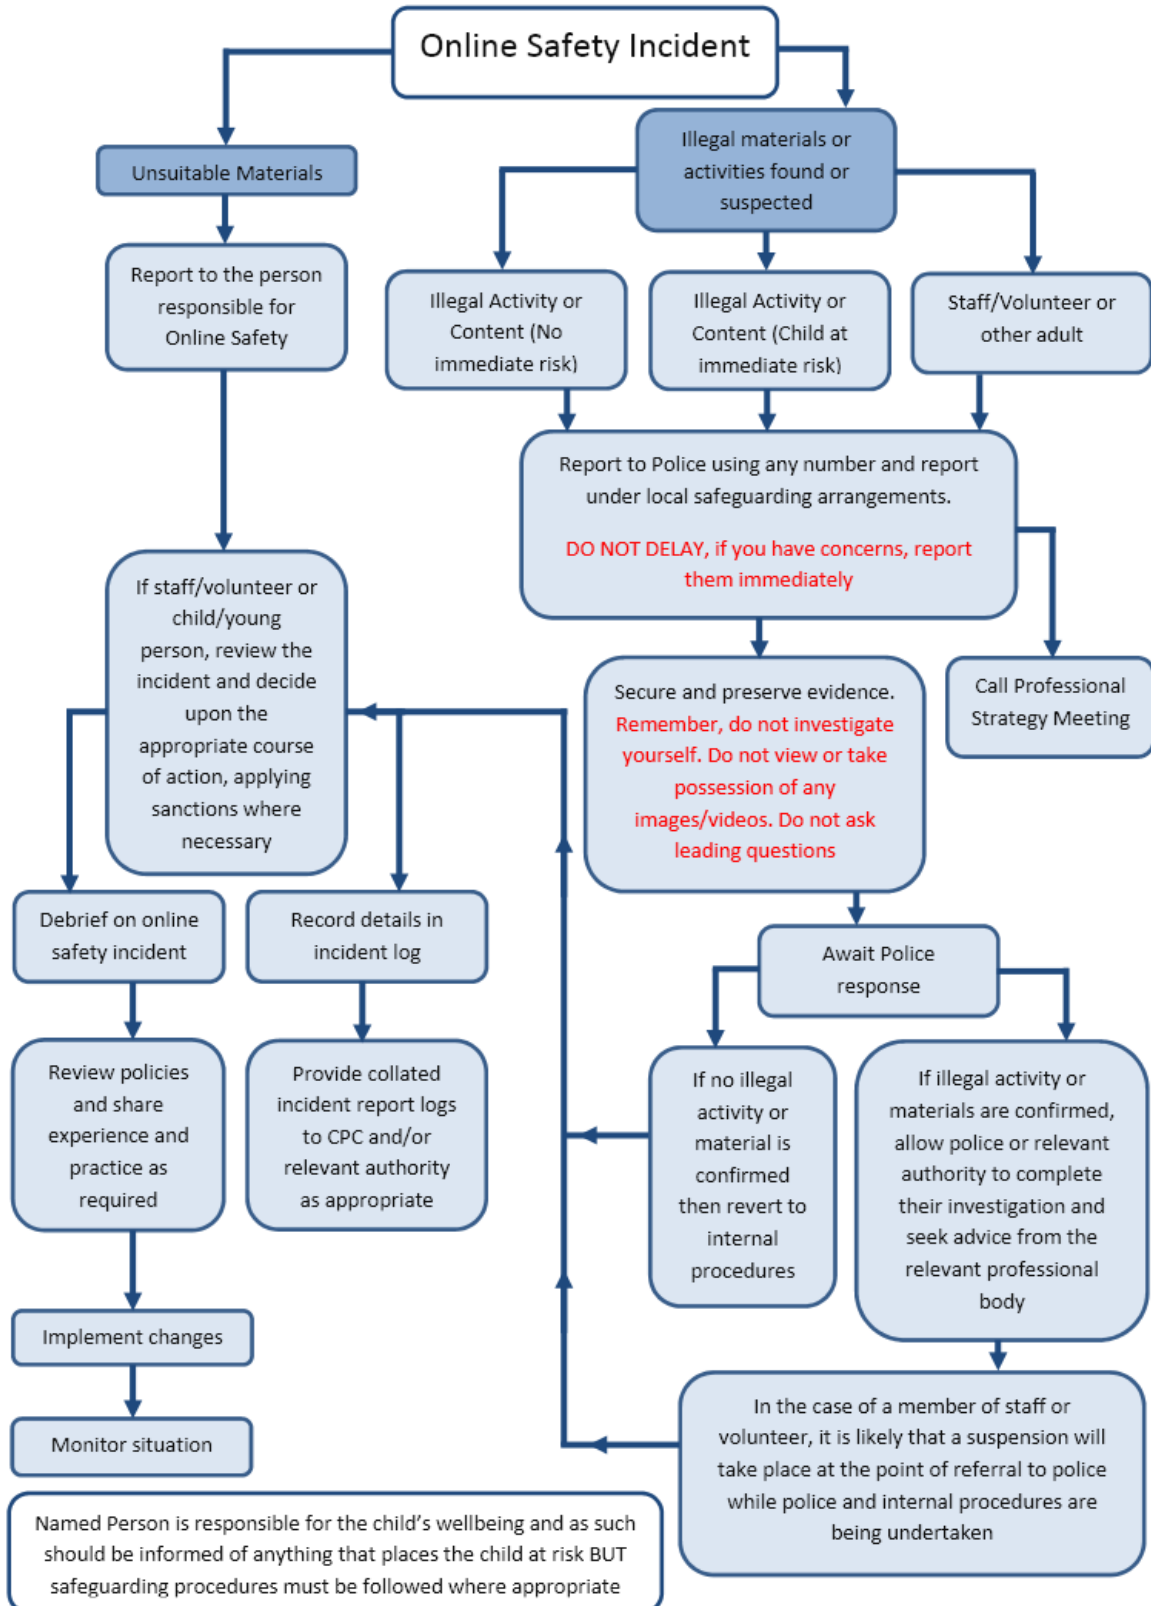 Online Safety Incident
Unsuitable Materials
Illegal materials or
activities found or
suspected
Report to the person
responsible for
Online Safety
Illegal Activity or
Content (No
immediate risk)
Illegal Activity or
Content (Child at
immediate risk)
Staff/Volunteer or
other adult
Report to Police using any number and report
under local safeguarding arrangements.
DO NOT DELAY, if you have concerns, report
them immediately
If staff/volunteer or
child/young
person, review the
incident and decide
upon the
appropriate course
of action, applying
sanctions where
necessary
Secure and preserve evidence.
Remember, do not investigate
yourself. Do not view or take
possession of any
images/videos. Do not ask
leading questions
Call Professional
Strategy Meeting
Debrief on online
safety incident
Record details in
incident log
Await Police
response
Review policies
and share
experience and
practice as
required
Provide collated
incident report logs
to CPC and/or
relevant authority
as appropriate
If no illegal
activity or
material is
confirmed
then revert to
internal
procedures
If illegal activity or
materials are confirmed,
allow police or relevant
authority to complete
their investigation and
seek advice from the
relevant professional
body
Implement changes
Monitor situation
In the case of a member of staff or
volunteer, it is likely that a suspension will
take place at the point of referral to police
while police and internal procedures are
being undertaken
Named Person is responsible for the child’s wellbeing and as such
should be informed of anything that places the child at risk BUT
safeguarding procedures must be followed where appropriate